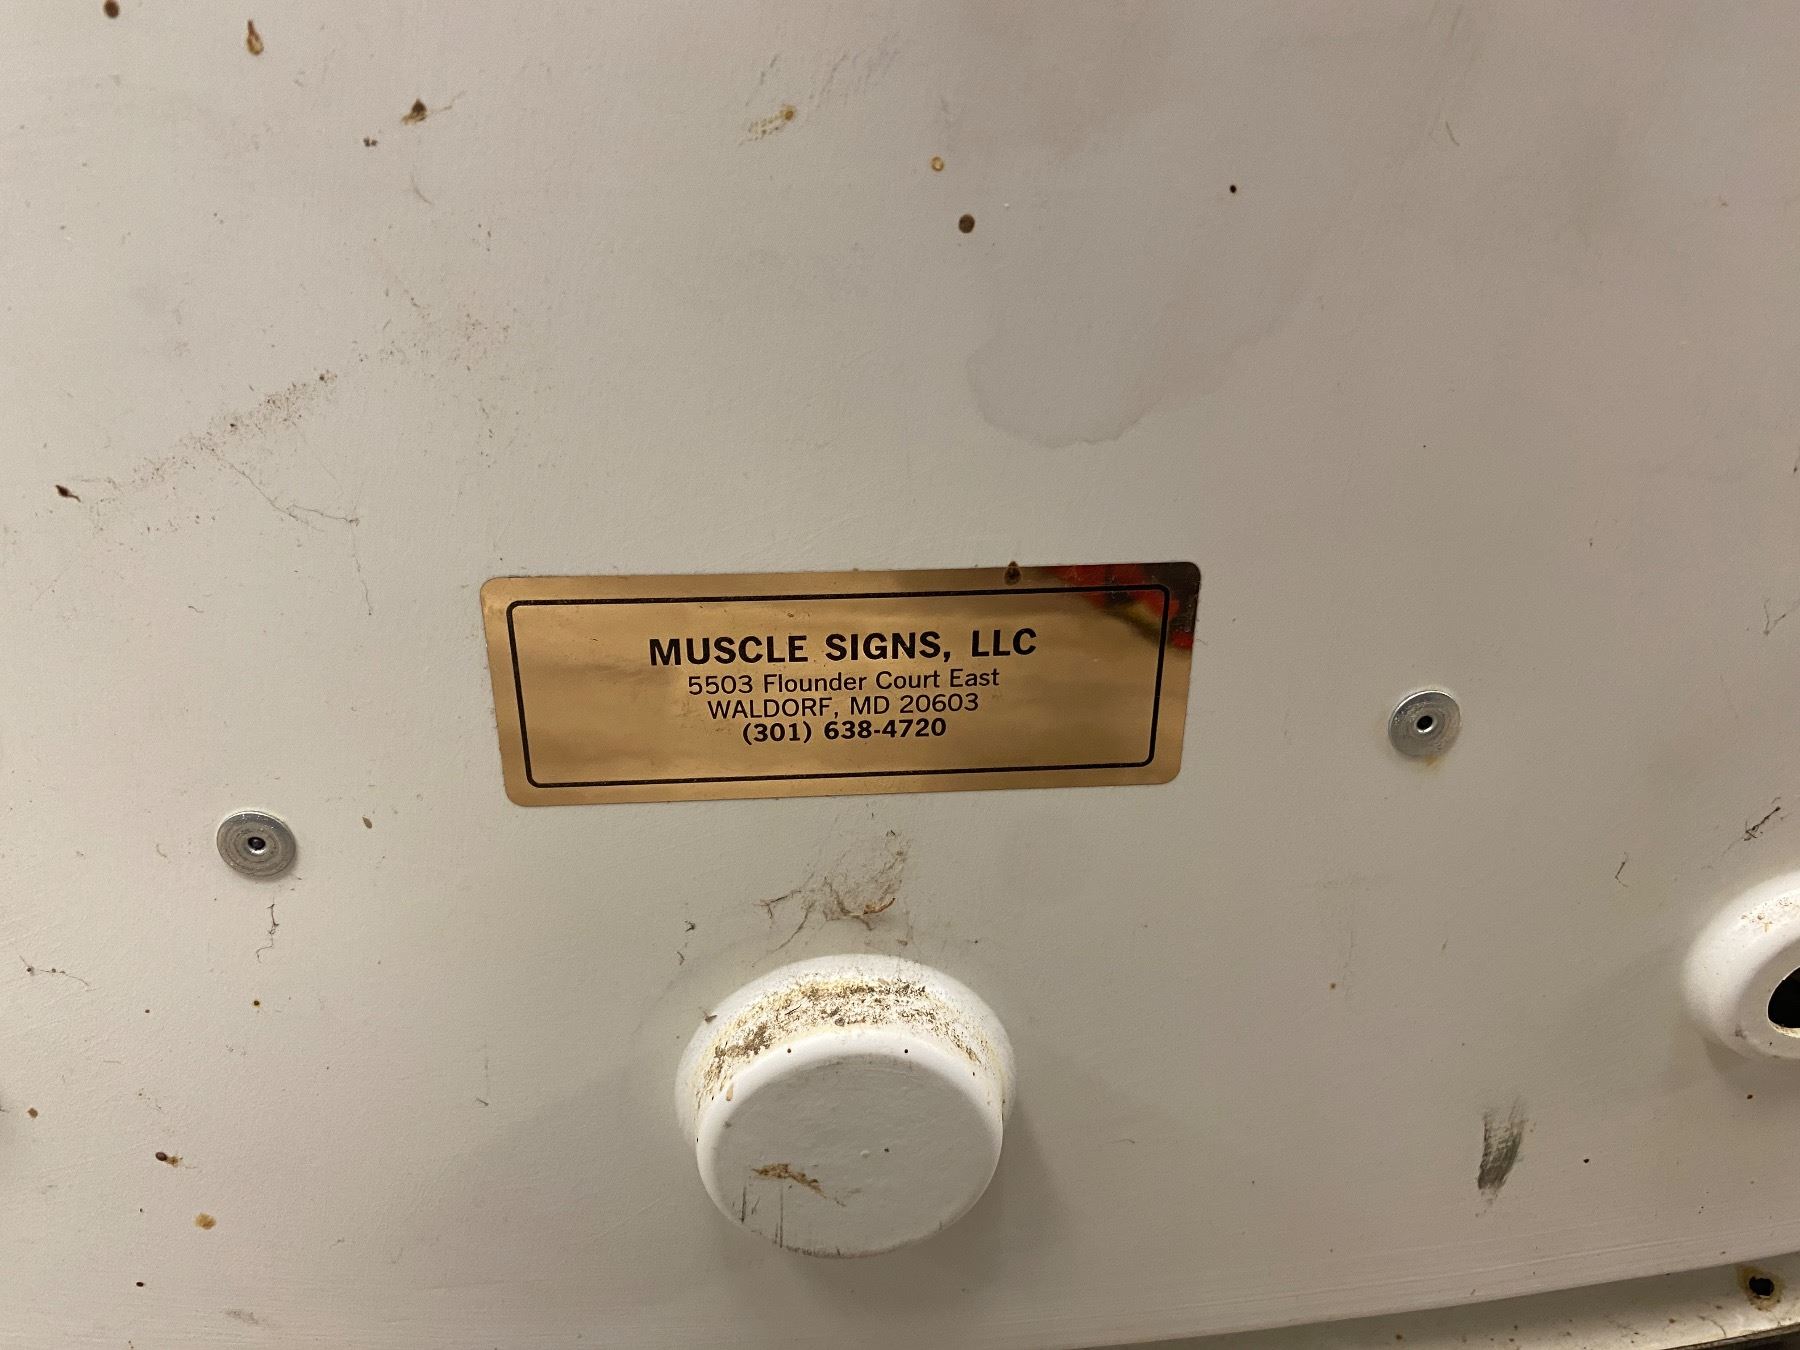 MUSCLE SIGNS, LLC
5503 Flounder Court East
WALDORF, MD 20603
(301) 638-4720